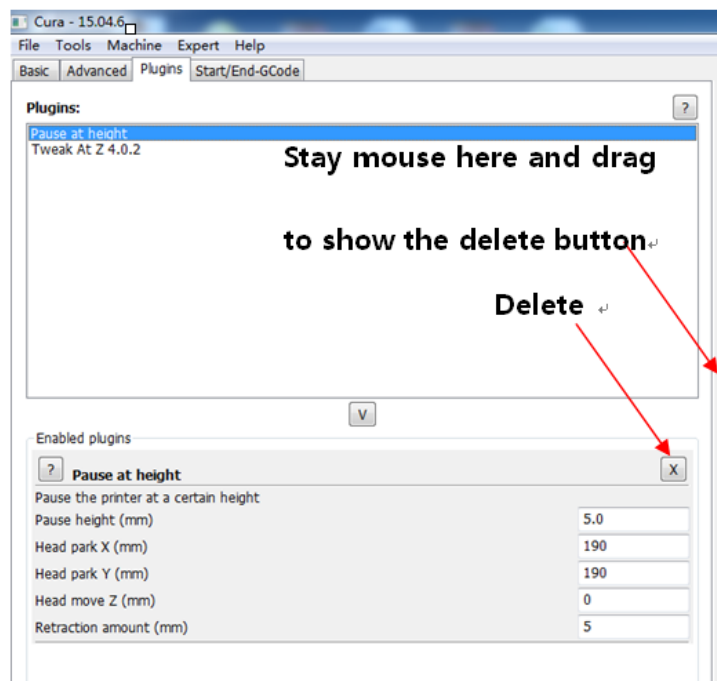 Cura - 15.04.6
File Tools Machine Expert Help
Basic Advanced Plugins Start/End-GCode
Plugins:
?
Pause at height
Tweak At Z 4.0.2
Stay mouse here and drag
to show the delete button
Delete
V
Enabled plugins
? Pause at height X
Pause the printer at a certain height
Pause height (mm) 5.0
Head park X (mm) 190
Head park Y (mm) 190
Head move Z (mm) 0
Retraction amount (mm) 5